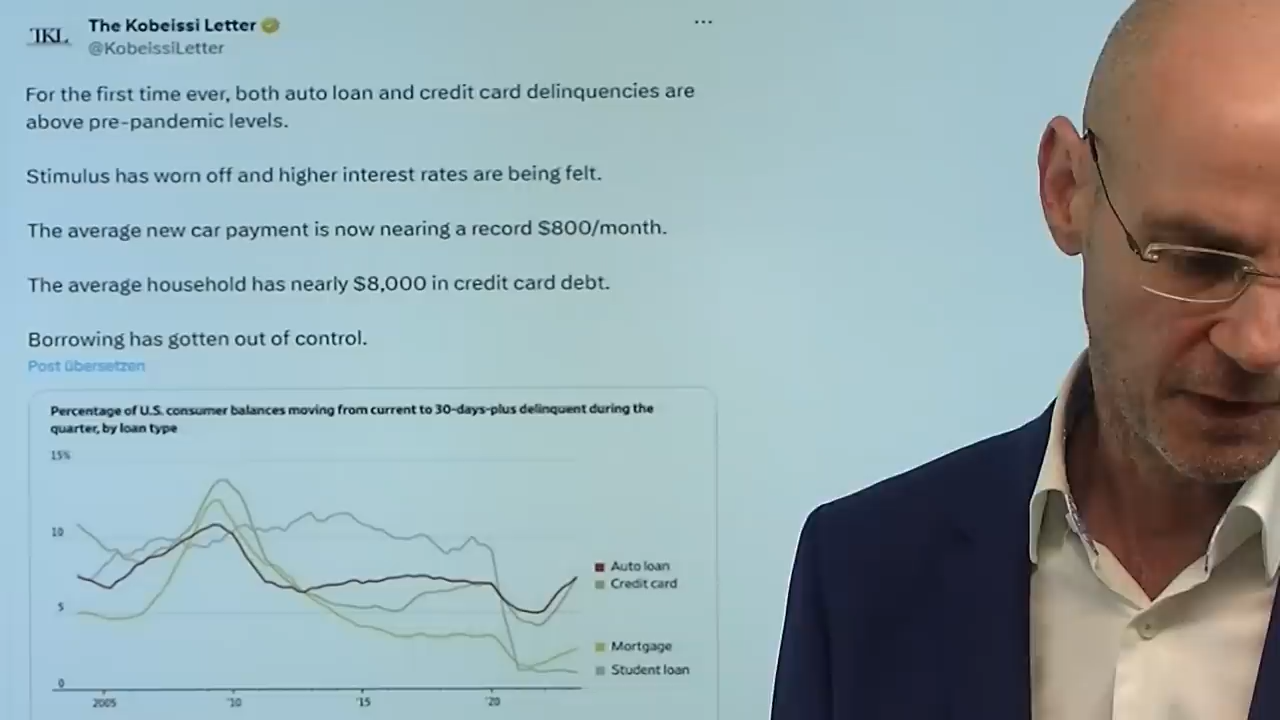 TKL The Kobeissi Letter
@KobeissiLetter
...
For the first time ever, both auto loan and credit card delinquencies are
above pre-pandemic levels.
Stimulus has worn off and higher interest rates are being felt.
The average new car payment is now nearing a record $800/month.
The average household has nearly $8,000 in credit card debt.
Borrowing has gotten out of control.
Post übersetzen
Percentage of U.S. consumer balances moving from current to 30-days-plus delinquent during the
quarter, by loan type
15%
10
5
0
2005 '10 '15 '20
Auto loan
Credit card
Mortgage
Student loan